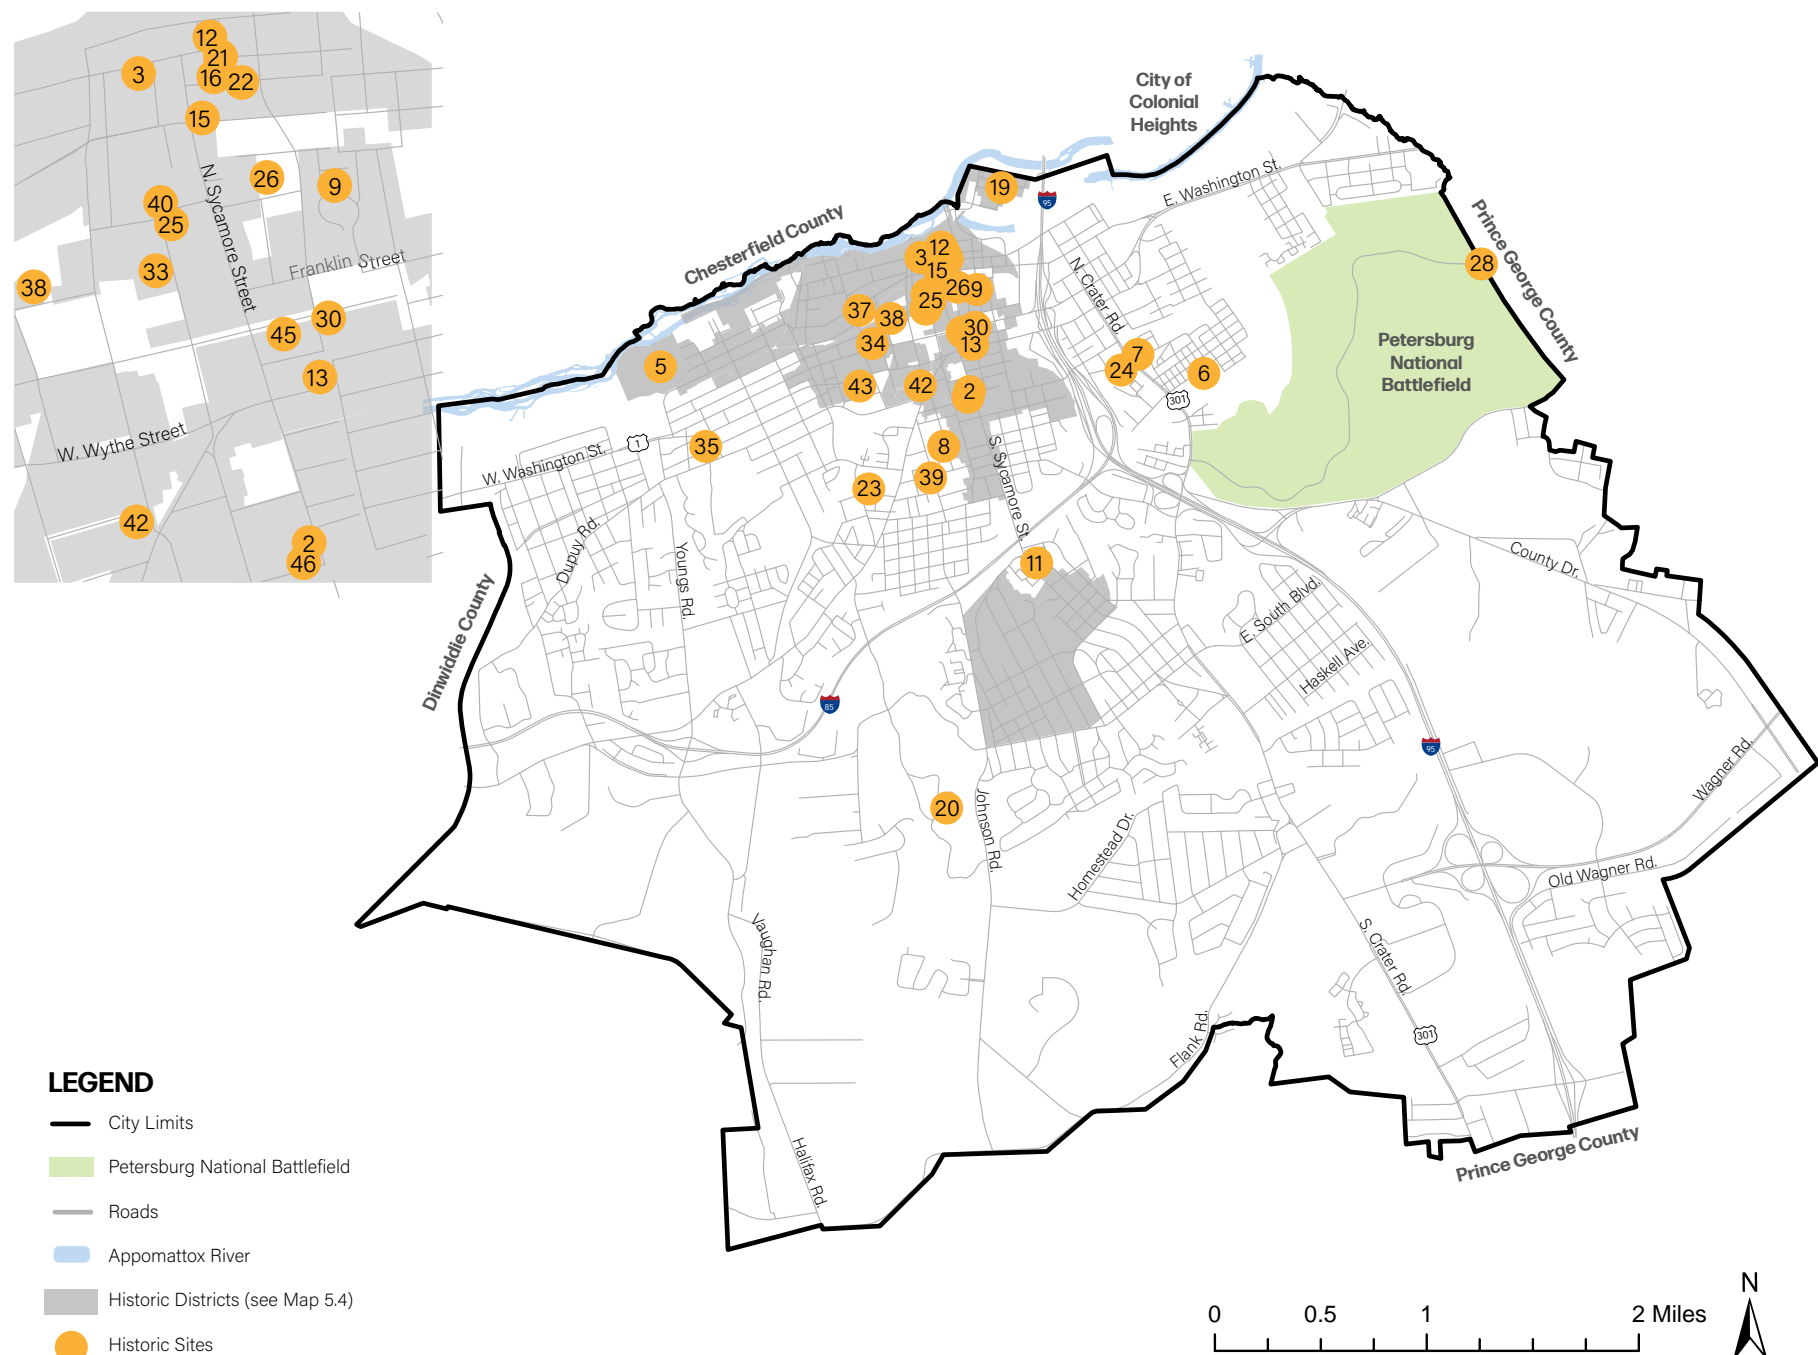 12
21
3
16
22
15
26
9
N. Sycamore Street
40
25
33
Franklin Street
38
30
45
13
W. Wythe Street
42
2
46
City of
Colonial
Heights
Chesterfield County
E. Washington St.
19
95
Prince George County
12
3
15
28
26
9
25
N. Crater Rd.
37
38
30
34
13
Petersburg
National
Battlefield
7
24
6
5
43
42
2
301
W. Washington St.
1
35
8
S. Sycamore St.
39
23
Dupuy Rd.
Youngs Rd.
11
County Dr.
Dinwiddie County
E. South Blvd.
Haskell Ave.
85
95
Wagner Rd.
20
Johnson Rd.
Homestead Dr.
Old Wagner Rd.
Vaughan Rd.
S. Crater Rd.
Flank Rd.
301
Halifax Rd.
Prince George County
LEGEND
City Limits
Petersburg National Battlefield
Roads
Appomattox River
Historic Districts (see Map 5.4)
Historic Sites
0
0.5
1
2 Miles
N